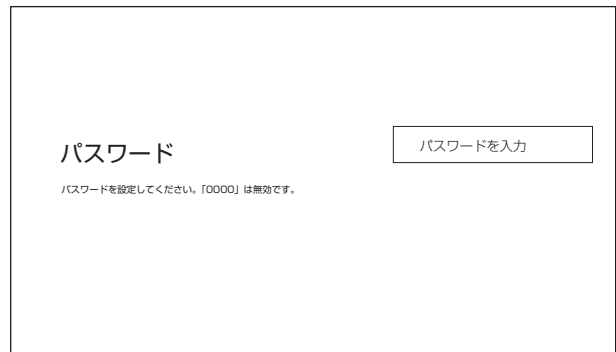 パスワード
パスワードを入力
パスワードを設定してください。「0000」は無効です。